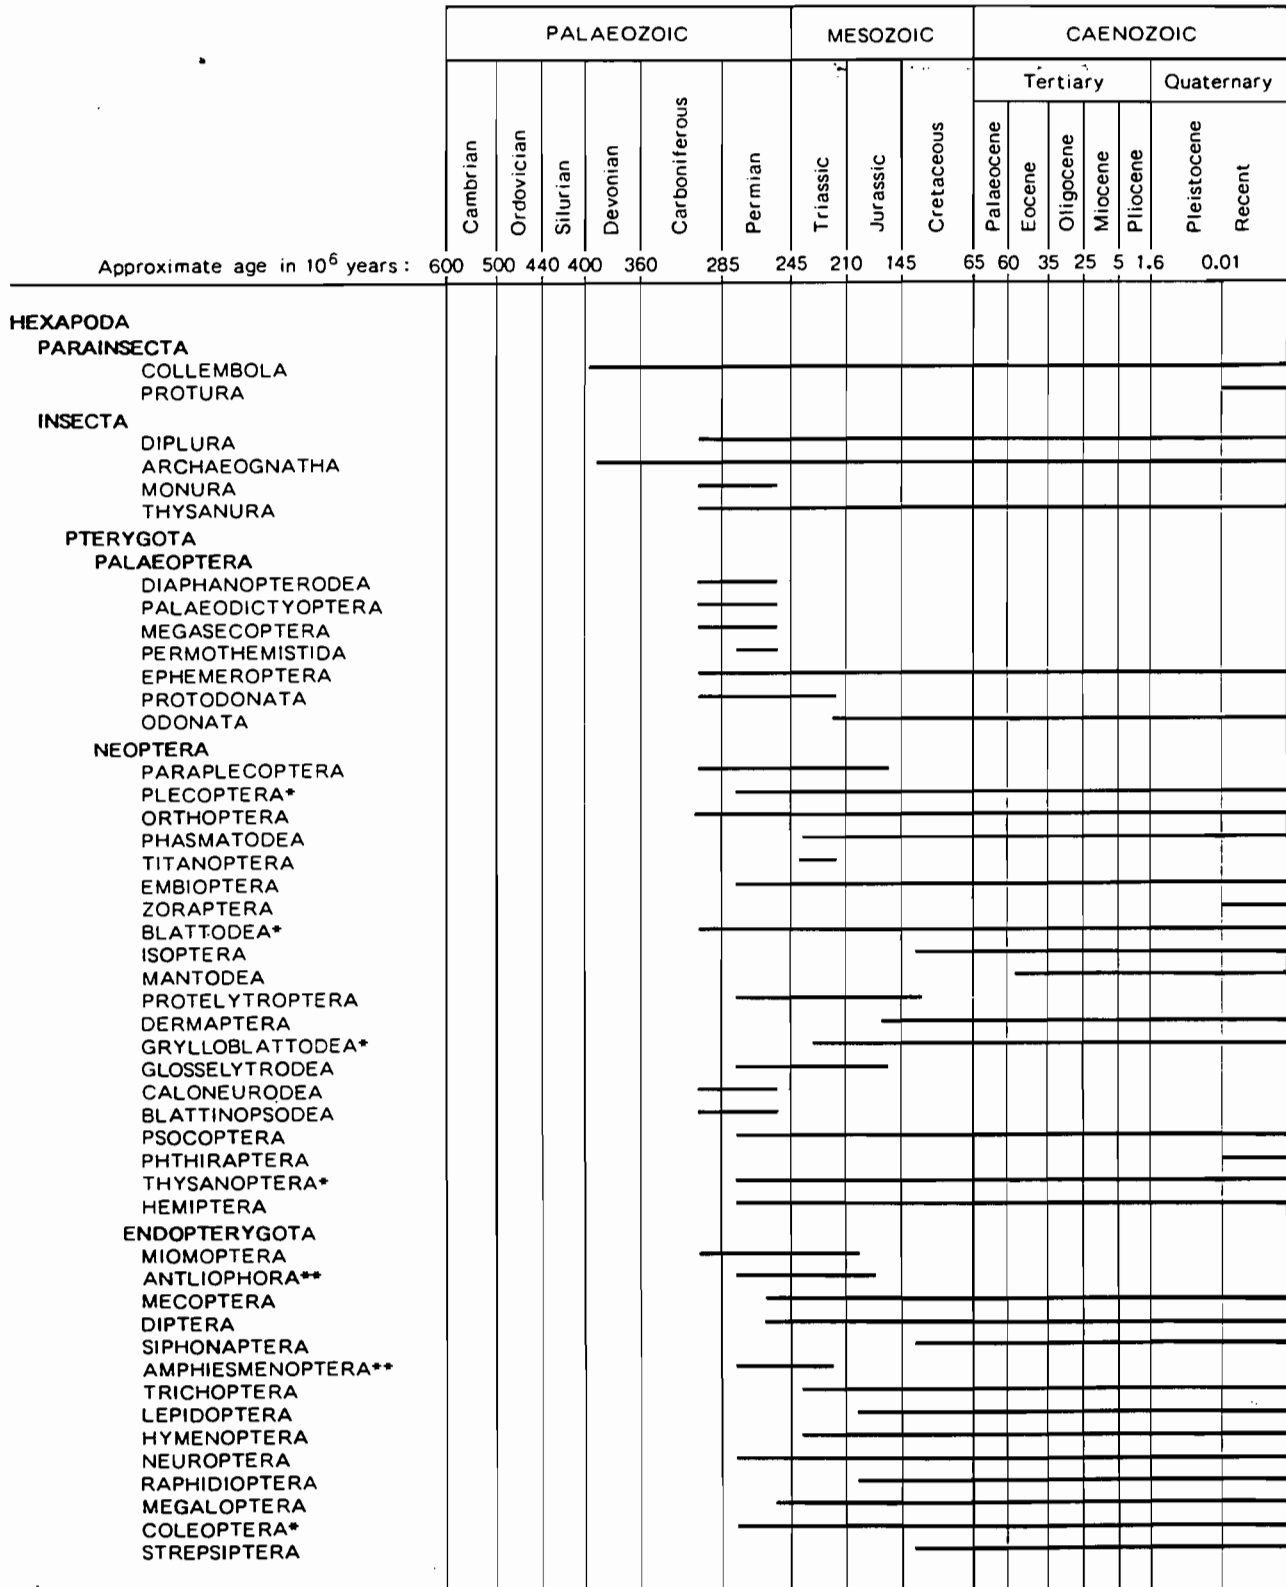 PALAEOZOIC MESOZOIC CAENOZOIC
Tertiary Quaternary
Cambrian Ordovician Silurian Devonian Carboniferous Permian Triassic Jurassic Cretaceous Palaeocene Eocene Oligocene Miocene Pliocene Pleistocene Recent
Approximate age in 10⁶ years: 600 500 440 400 360 285 245 210 145 65 60 35 25 5 1.6 0.01
HEXAPODA
PARAINSECTA
COLLEMBOLA
PROTURA
INSECTA
DIPLURA
ARCHAEOGNATHA
MONURA
THYSANURA
PTERYGOTA
PALAEOPTERA
DIAPHANOPTERODEA
PALAEODICTYOPTERA
MEGASECOPTERA
PERMOTHEMISTIDA
EPHEMEROPTERA
PROTODONATA
ODONATA
NEOPTERA
PARAPLECOPTERA
PLECOPTERA*
ORTHOPTERA
PHASMATODEA
TITANOPTERA
EMBIOPTERA
ZORAPTERA
BLATTODEA*
ISOPTERA
MANTODEA
PROTELYTROPTERA
DERMAPTERA
GRYLLOBLATTODEA*
GLOSSELYTRODEA
CALONEURODEA
BLATTINOPSODEA
PSOCOPTERA
PHTHIRAPTERA
THYSANOPTERA*
HEMIPTERA
ENDOPTERYGOTA
MIOMOPTERA
ANTLIOPHORA**
MECOPTERA
DIPTERA
SIPHONAPTERA
AMPHIESMENOPTERA**
TRICHOPTERA
LEPIDOPTERA
HYMENOPTERA
NEUROPTERA
RAPHIDIOPTERA
MEGALOPTERA
COLEOPTERA*
STREPSIPTERA